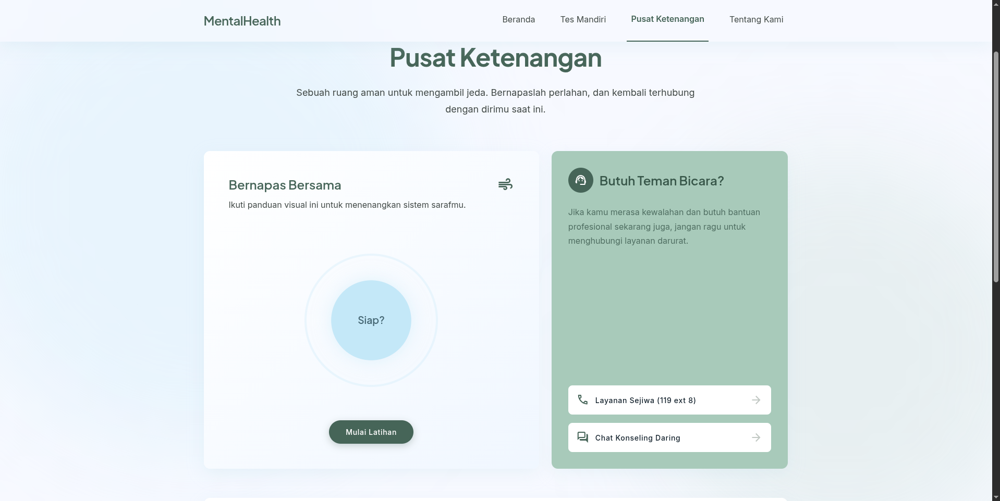 MentalHealth
Beranda
Tes Mandiri
Pusat Ketenangan
Tentang Kami
Pusat Ketenangan
Sebuah ruang aman untuk mengambil jeda. Bernapaslah perlahan, dan kembali terhubung
dengan dirimu saat ini.
Bernapas Bersama
Ikuti panduan visual ini untuk menenangkan sistem sarafmu.
Siap?
Mulai Latihan
Butuh Teman Bicara?
Jika kamu merasa kewalahan dan butuh bantuan
profesional sekarang juga, jangan ragu untuk
menghubungi layanan darurat.
Layanan Sejiwa (119 ext 8)
Chat Konseling Daring